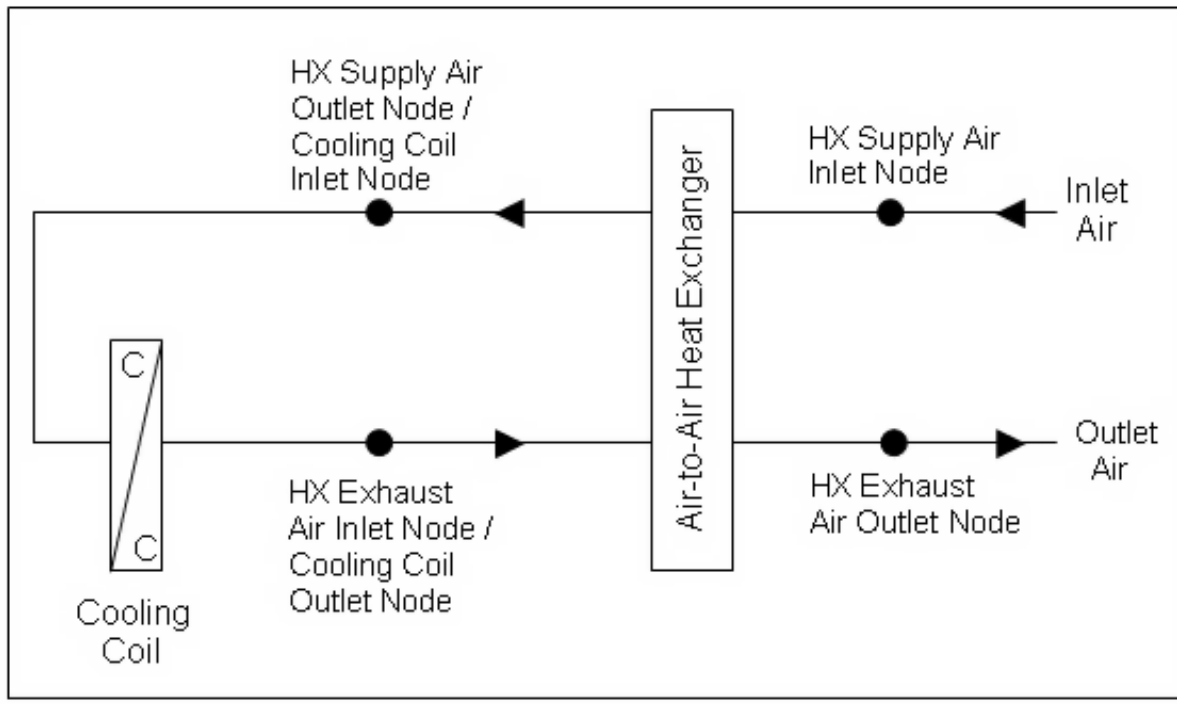 HX Supply Air
Outlet Node /
Cooling Coil
Inlet Node
Air-to-Air Heat Exchanger
HX Supply Air
Inlet Node
Inlet
Air
C
C
Cooling
Coil
HX Exhaust
Air Inlet Node /
Cooling Coil
Outlet Node
HX Exhaust
Air Outlet Node
Outlet
Air